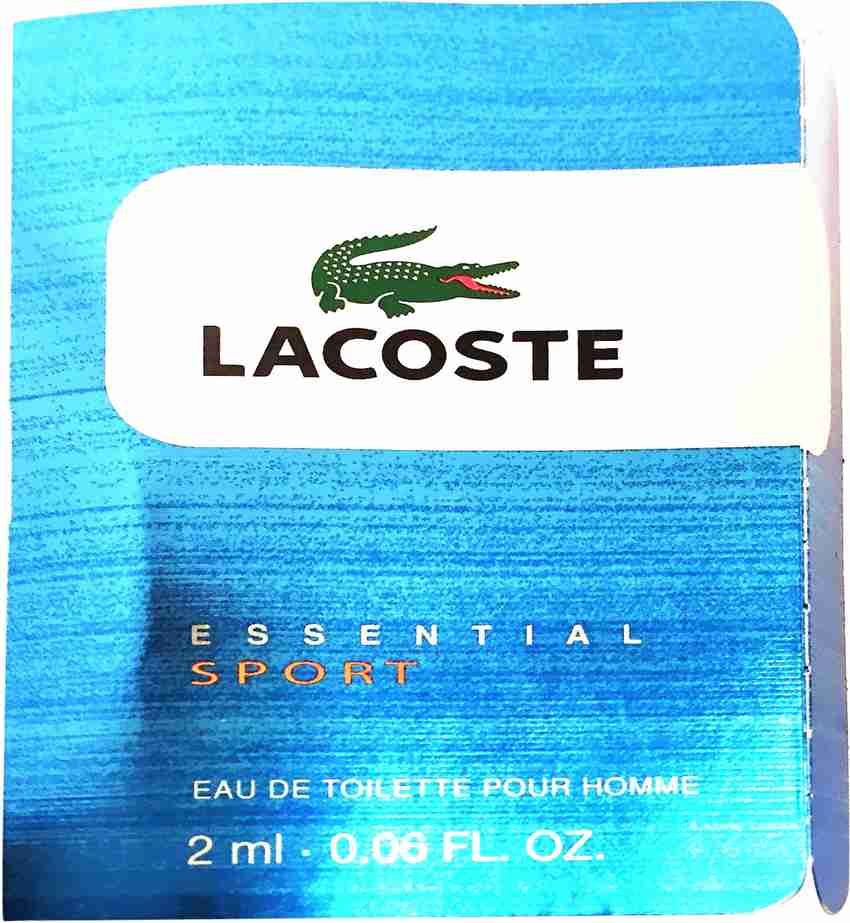 LACOSTE
ESSENTIAL
SPORT
EAU DE TOILETTE POUR HOMME
2 ml · 0.06 FL. OZ.